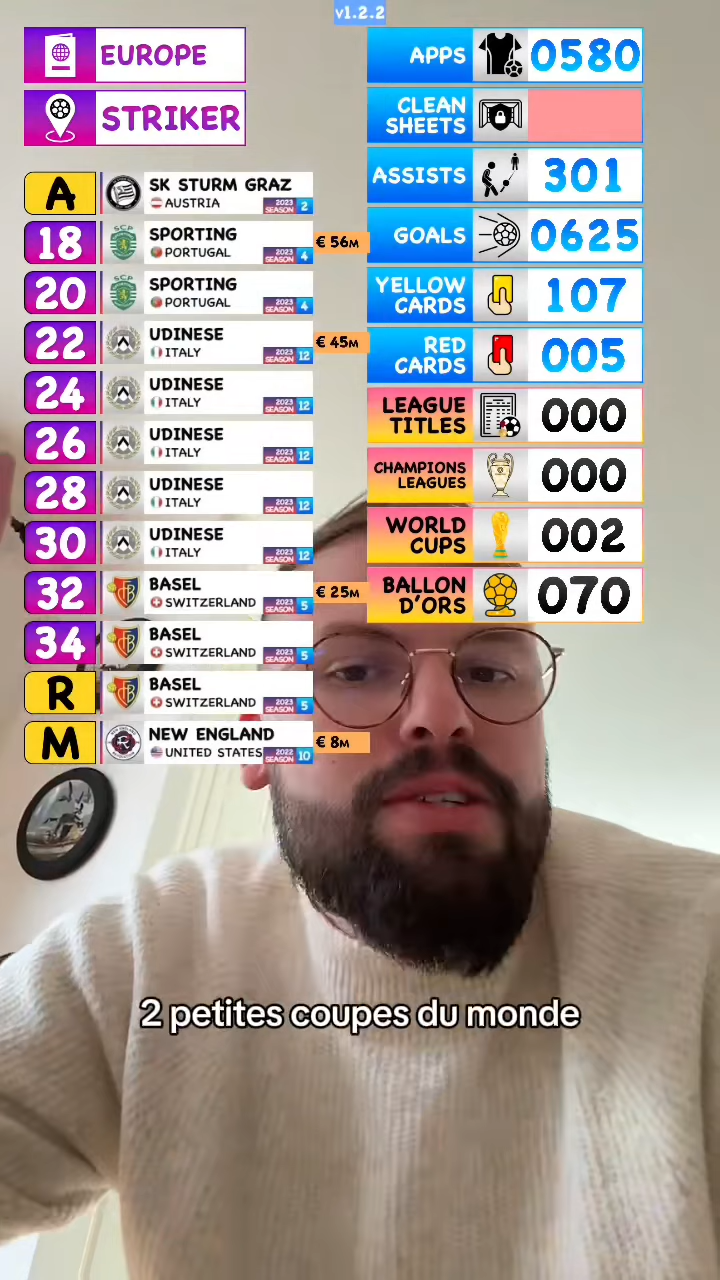 v1.2.2
EUROPE
STRIKER
A
SK STURM GRAZ
AUSTRIA
2023 SEASON 2
18
SPORTING
PORTUGAL
2023 SEASON 4
€ 56M
20
SPORTING
PORTUGAL
2023 SEASON 4
22
UDINESE
ITALY
2023 SEASON 12
€ 45M
24
UDINESE
ITALY
2023 SEASON 12
26
UDINESE
ITALY
2023 SEASON 12
28
UDINESE
ITALY
2023 SEASON 12
30
UDINESE
ITALY
2023 SEASON 12
32
BASEL
SWITZERLAND
2023 SEASON 5
€ 25M
34
BASEL
SWITZERLAND
2023 SEASON 5
R
BASEL
SWITZERLAND
2023 SEASON 5
M
NEW ENGLAND
UNITED STATES
2022 SEASON 10
€ 8M
APPS
0580
CLEAN
SHEETS
ASSISTS
301
GOALS
0625
YELLOW
CARDS
107
RED
CARDS
005
LEAGUE
TITLES
000
CHAMPIONS
LEAGUES
000
WORLD
CUPS
002
BALLON
D'ORS
070
2 petites coupes du monde